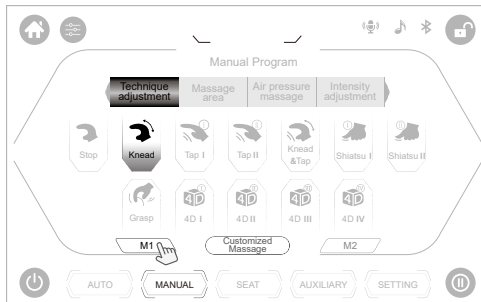 Manual Program
Technique adjustment
Massage area
Air pressure massage
Intensity adjustment
Stop
Knead
Tap I
Tap II
Knead &Tap
Shiatsu I
Shiatsu II
Grasp
4D I
4D II
4D III
4D IV
M1
Customized Massage
M2
AUTO
MANUAL
SEAT
AUXILIARY
SETTING